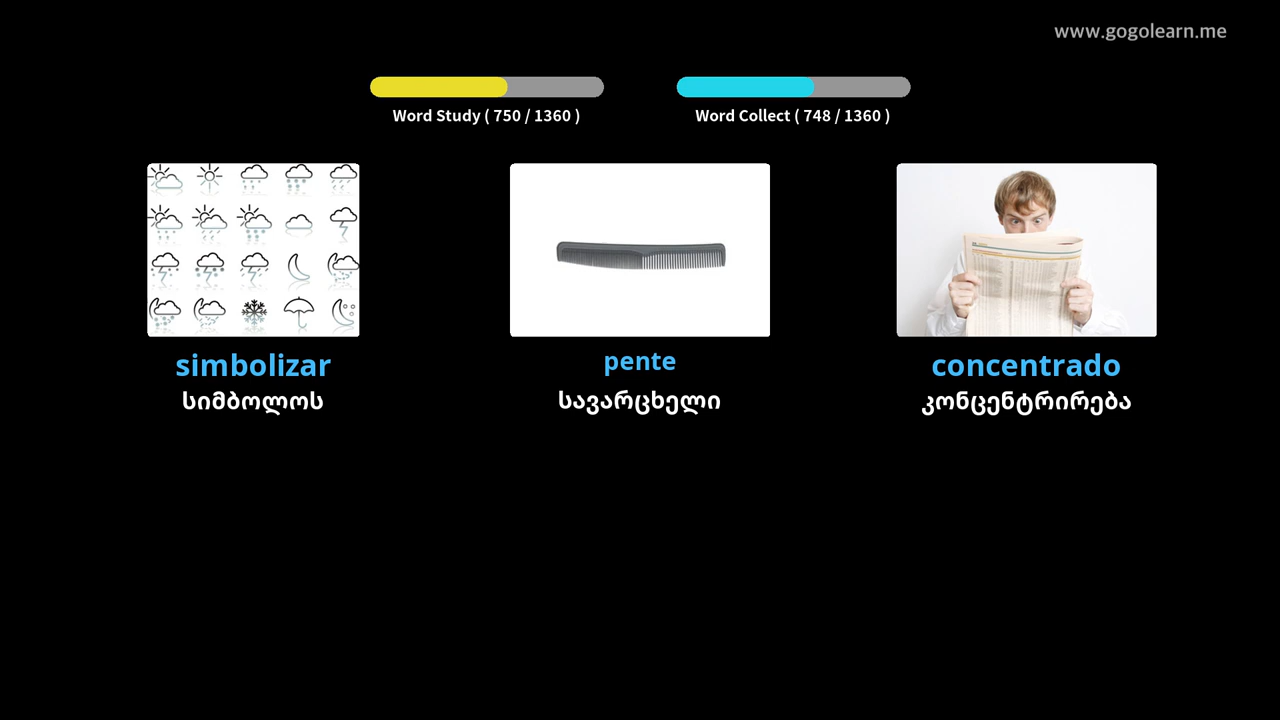 www.gogolearn.me
Word Study ( 750 / 1360 )
Word Collect ( 748 / 1360 )
simbolizar
სიმბოლოს
pente
სავარცხელი
concentrado
კონცენტრირება